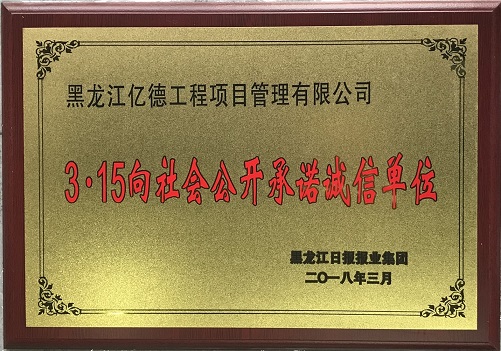 黑龙江亿德工程项目管理有限公司
3·15向社会公开承诺诚信单位
黑龙江日报报业集团
二〇一八年三月